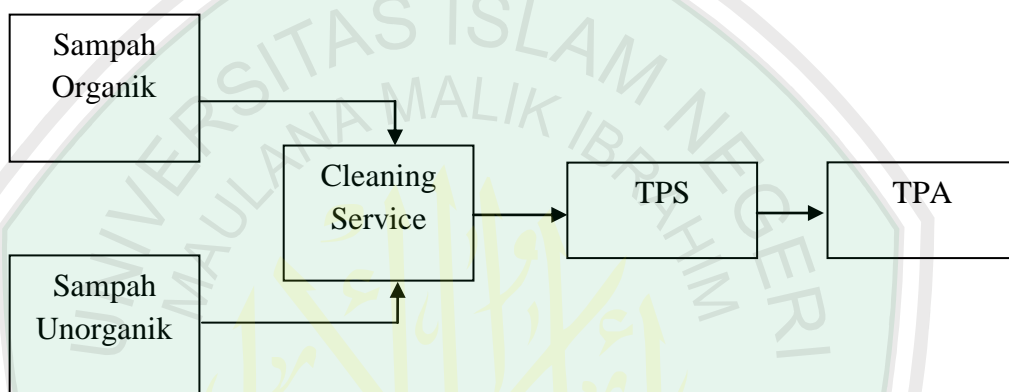 Sampah
Organik
Cleaning
Service
TPS
TPA
Sampah
Unorganik
UNIVERSITAS ISLAM NEGERI
MAULANA MALIK IBRAHIM